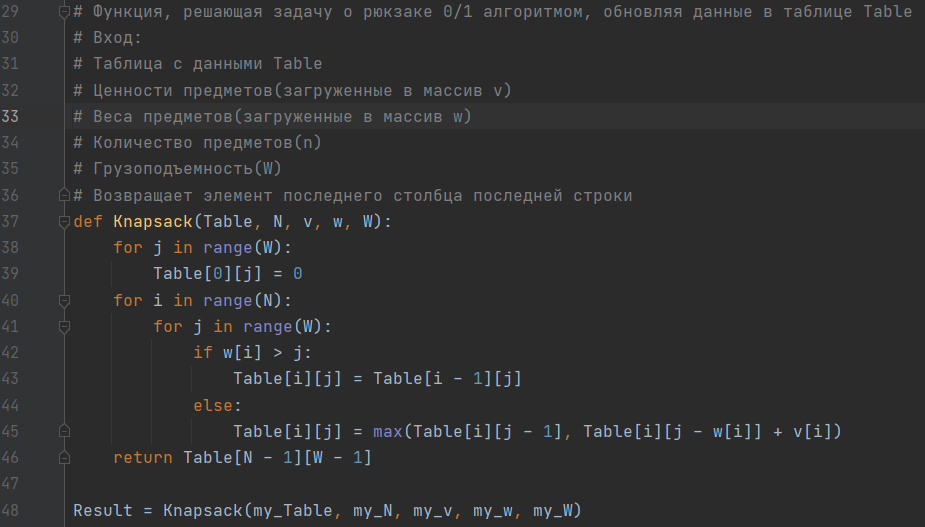 29 # Функция, решающая задачу о рюкзаке 0/1 алгоритмом, обновляя данные в таблице Table
30 # Вход:
31 # Таблица с данными Table
32 # Ценности предметов(загруженные в массив v)
33 # Веса предметов(загруженные в массив w)
34 # Количество предметов(n)
35 # Грузоподъемность(W)
36 # Возвращает элемент последнего столбца последней строки
37 def Knapsack(Table, N, v, w, W):
38     for j in range(W):
39         Table[0][j] = 0
40     for i in range(N):
41         for j in range(W):
42             if w[i] > j:
43                 Table[i][j] = Table[i - 1][j]
44             else:
45                 Table[i][j] = max(Table[i][j - 1], Table[i][j - w[i]] + v[i])
46     return Table[N - 1][W - 1]
47
48 Result = Knapsack(my_Table, my_N, my_v, my_w, my_W)